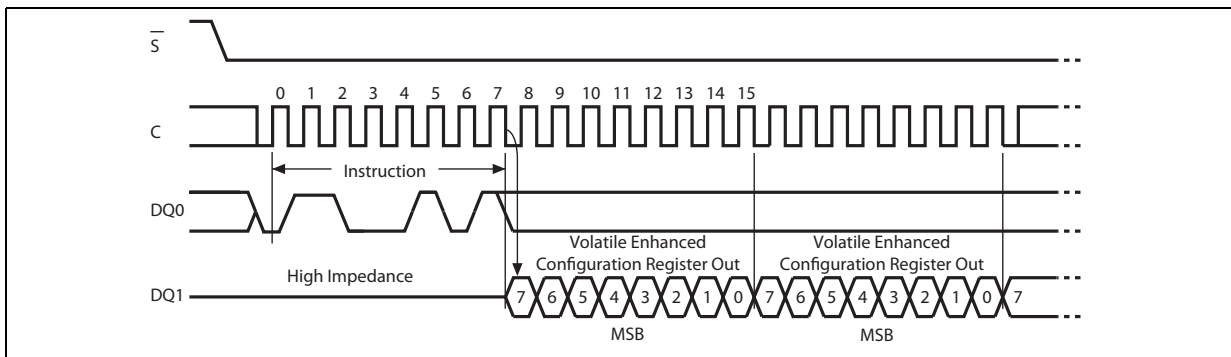 S
0 1 2 3 4 5 6 7 8 9 10 11 12 13 14 15
C
Instruction
DQ0
Volatile Enhanced
Configuration Register Out
Volatile Enhanced
Configuration Register Out
High Impedance
DQ1
7 6 5 4 3 2 1 0 7 6 5 4 3 2 1 0 7
MSB
MSB